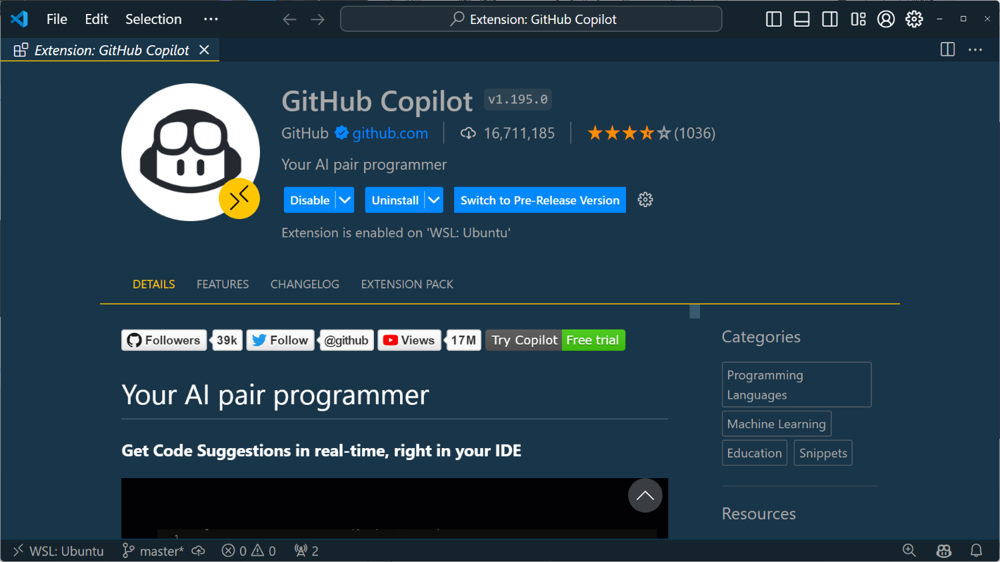 File Edit Selection ··· Extension: GitHub Copilot
Extension: GitHub Copilot
GitHub Copilot v1.195.0
GitHub github.com 16,711,185 (1036)
Your AI pair programmer
Disable Uninstall Switch to Pre-Release Version
Extension is enabled on 'WSL: Ubuntu'
DETAILS FEATURES CHANGELOG EXTENSION PACK
Followers 39k Follow @github Views 17M Try Copilot Free trial
Your AI pair programmer
Get Code Suggestions in real-time, right in your IDE
1
Categories
Programming
Languages
Machine Learning
Education Snippets
Resources
WSL: Ubuntu master* 0 0 2